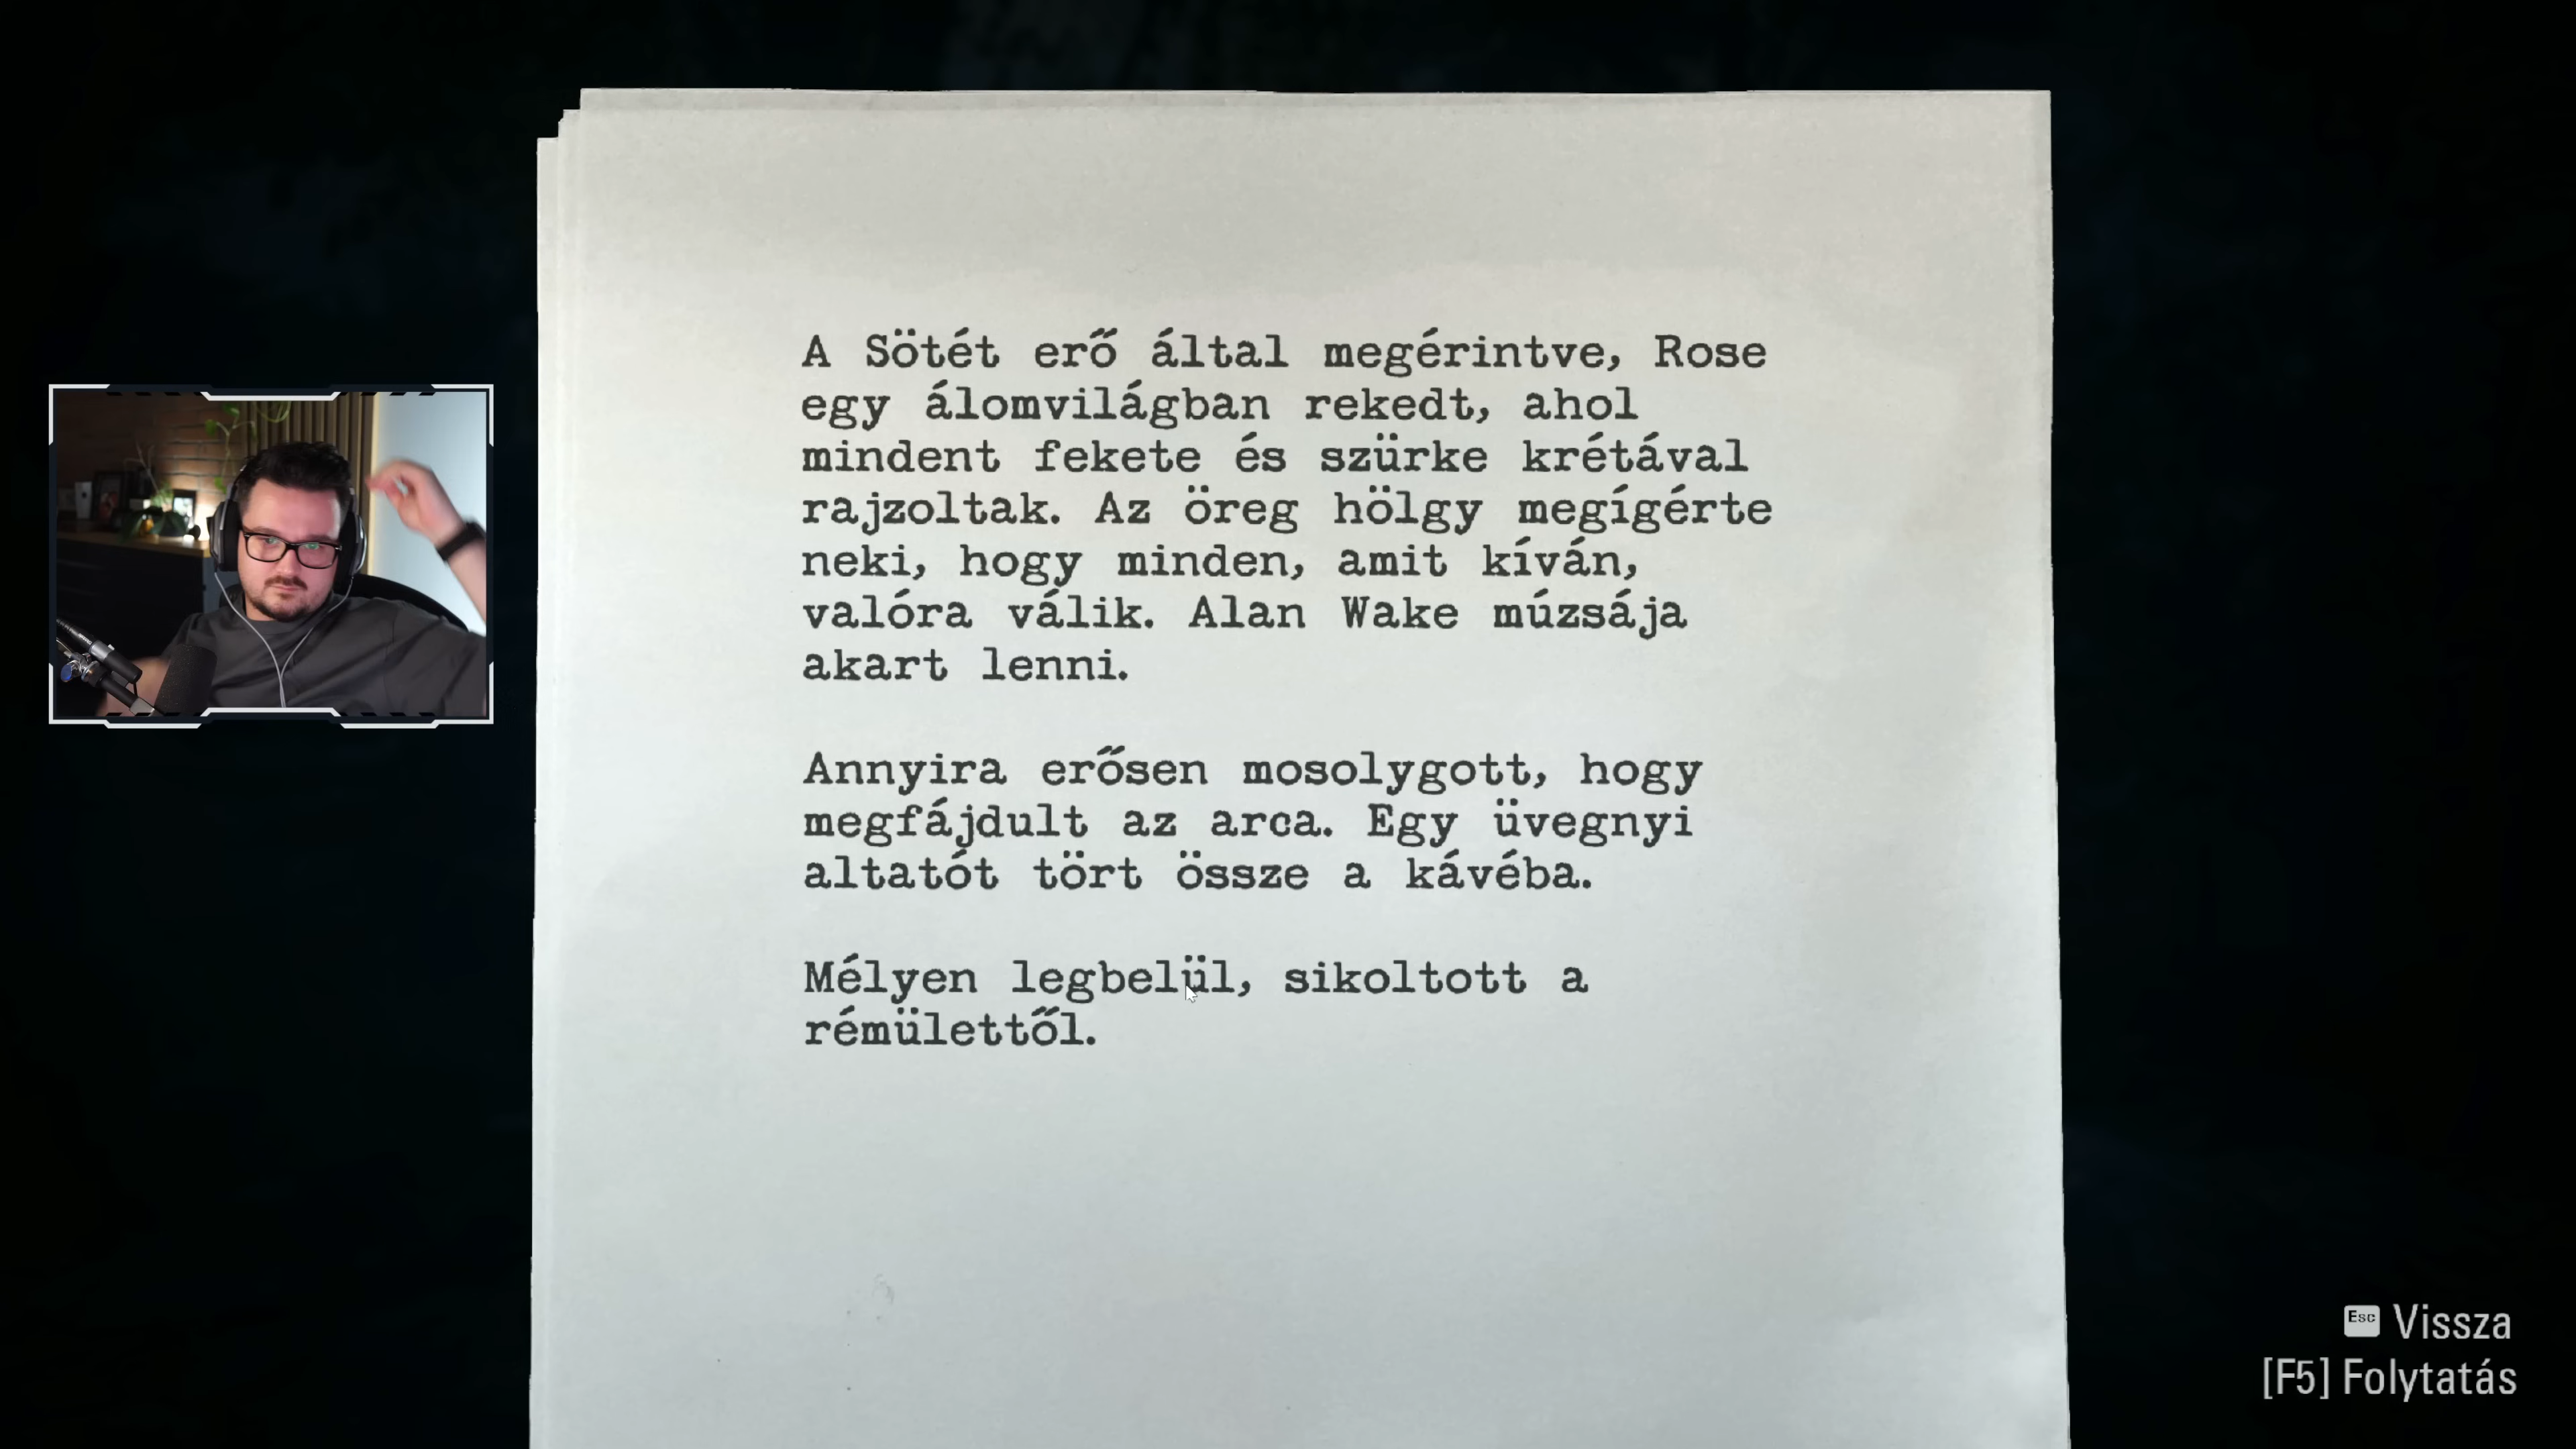 A Sötét erő által megérintve, Rose
egy álomvilágban rekedt, ahol
mindent fekete és szürke krétával
rajzoltak. Az öreg hölgy megígérte
neki, hogy minden, amit kíván,
valóra válik. Alan Wake múzsája
akart lenni.
Annyira erősen mosolygott, hogy
megfájdult az arca. Egy üvegnyi
altatót tört össze a kávéba.
Mélyen legbelül, sikoltott a
rémülettől.
Esc Vissza
[F5] Folytatás